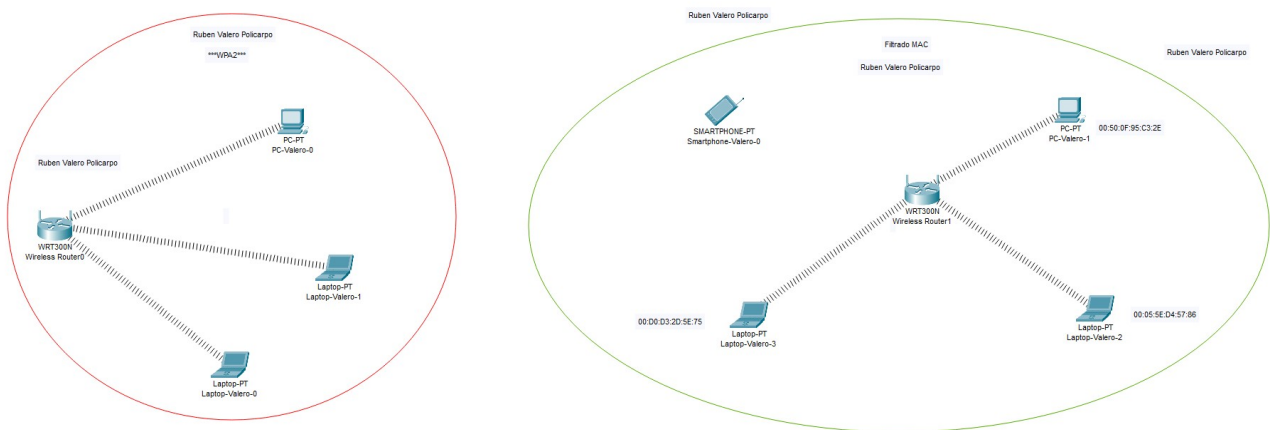 Ruben Valero Policarpo
***WPA2***
PC-PT
PC-Valero-0
Ruben Valero Policarpo
WRT300N
Wireless Router0
Laptop-PT
Laptop-Valero-1
Laptop-PT
Laptop-Valero-0
Ruben Valero Policarpo
Filtrado MAC
Ruben Valero Policarpo
Ruben Valero Policarpo
SMARTPHONE-PT
Smartphone-Valero-0
PC-PT
PC-Valero-1
00:50:0F:95:C3:2E
WRT300N
Wireless Router1
00:D0:D3:2D:5E:75
Laptop-PT
Laptop-Valero-3
Laptop-PT
Laptop-Valero-2
00:05:5E:D4:57:86